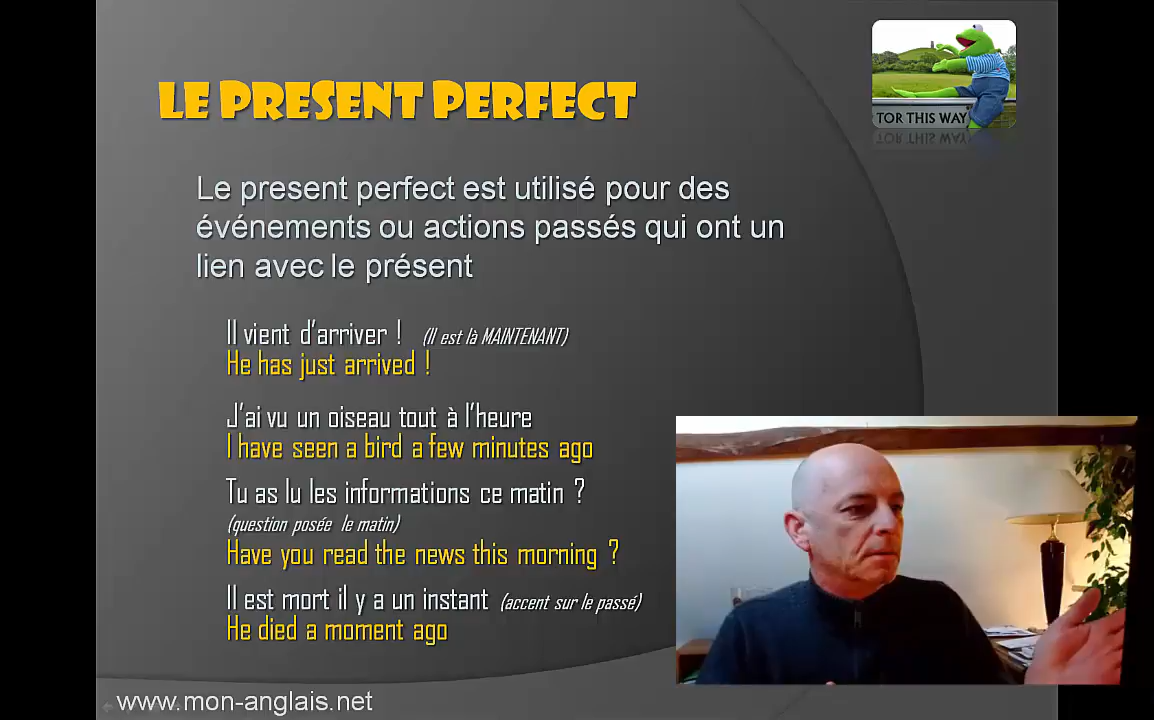 LE PRESENT PERFECT
TOR THIS WAY
Le present perfect est utilisé pour des
événements ou actions passés qui ont un
lien avec le présent
Il vient d'arriver ! (Il est là MAINTENANT)
He has just arrived !
J'ai vu un oiseau tout à l'heure
I have seen a bird a few minutes ago
Tu as lu les informations ce matin ?
(question posée le matin)
Have you read the news this morning ?
Il est mort il y a un instant (accent sur le passé)
He died a moment ago
www.mon-anglais.net